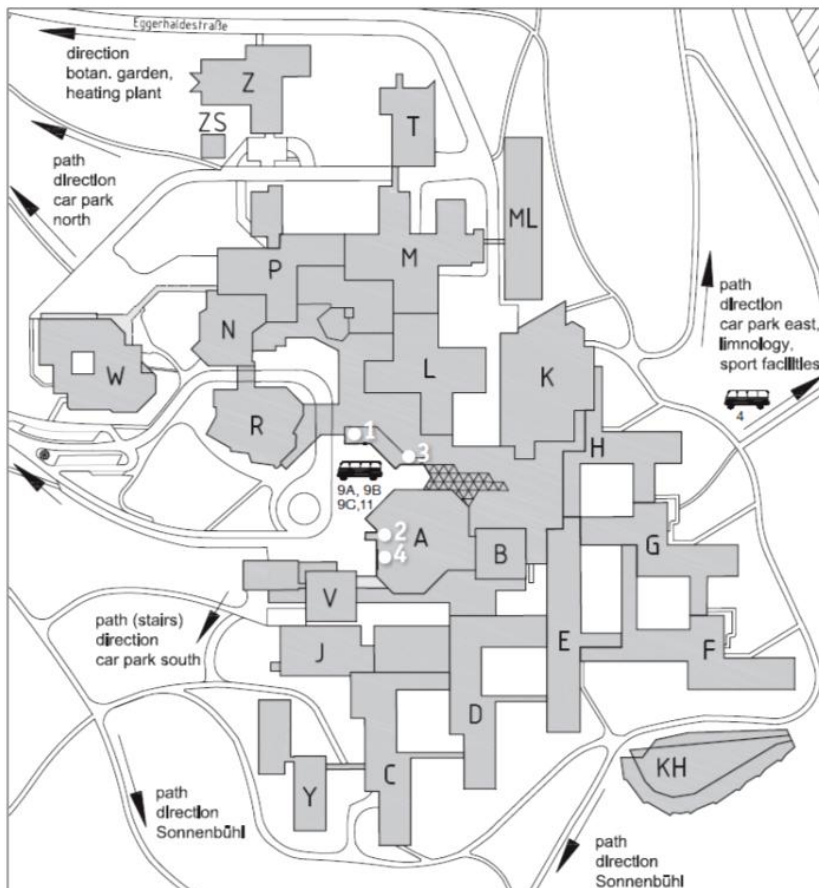 Eggerhaldestraße
direction
botan. garden,
heating plant
Z
ZS
T
path
direction
car park
north
ML
P
M
path
direction
car park east,
limnology,
sport facilities
N
W
L
K
4
R
1
3
H
9A, 9B
9C,11
2
4
A
B
G
V
path (stairs)
direction
car park south
J
E
F
D
Y
C
KH
path
direction
Sonnenbühl
path
direction
Sonnenbühl